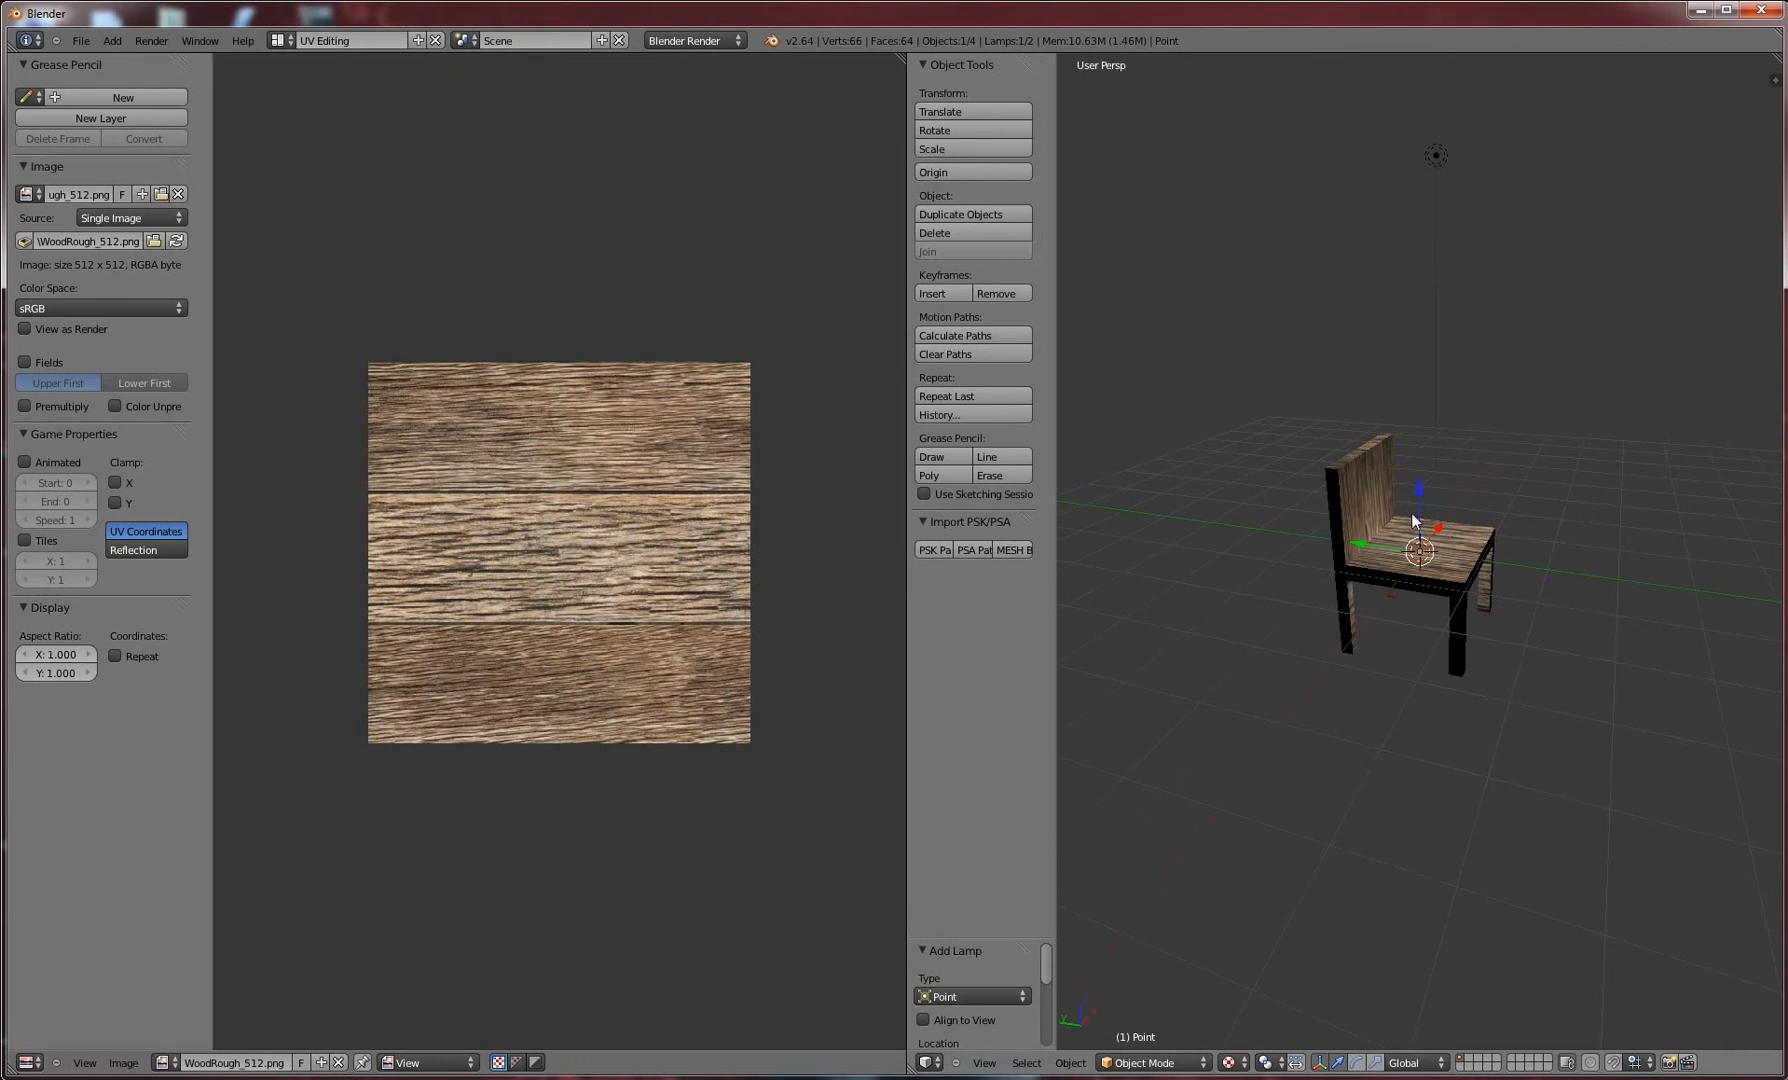 Blender
File Add Render Window Help UV Editing Scene Blender Render v2.64 | Verts:66 | Faces:64 | Objects:1/4 | Lamps:1/2 | Mem:10.63M (1.46M) | Point
Grease Pencil
New
New Layer
Delete Frame Convert
Image
ugh_512.png F
Source: Single Image
\WoodRough_512.png
Image: size 512 x 512, RGBA byte
Color Space:
sRGB
View as Render
Fields
Upper First Lower First
Premultiply Color Unpre
Game Properties
Animated Clamp:
Start: 0 X
End: 0 Y
Speed: 1
UV Coordinates
Tiles
Reflection
X: 1
Y: 1
Display
Aspect Ratio: Coordinates:
X: 1.000 Repeat
Y: 1.000
View Image WoodRough_512.png F View
Object Tools
Transform:
Translate
Rotate
Scale
Origin
Object:
Duplicate Objects
Delete
Join
Keyframes:
Insert Remove
Motion Paths:
Calculate Paths
Clear Paths
Repeat:
Repeat Last
History...
Grease Pencil:
Draw Line
Poly Erase
Use Sketching Sessio
Import PSK/PSA
PSK Pa PSA Pat MESH B
Add Lamp
Type
Point
Align to View
Location
User Persp
(1) Point
View Select Object Object Mode Global